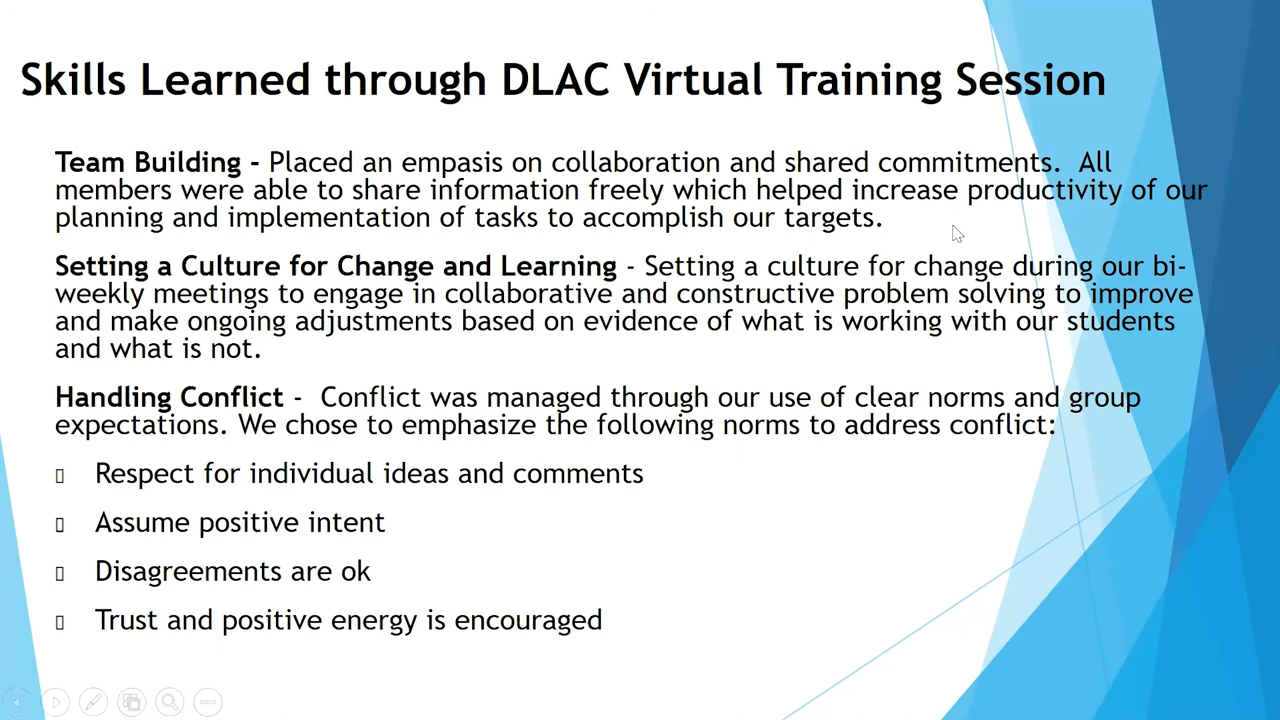 Skills Learned through DLAC Virtual Training Session
Team Building - Placed an empasis on collaboration and shared commitments.  All
members were able to share information freely which helped increase productivity of our
planning and implementation of tasks to accomplish our targets.
Setting a Culture for Change and Learning - Setting a culture for change during our bi-
weekly meetings to engage in collaborative and constructive problem solving to improve
and make ongoing adjustments based on evidence of what is working with our students
and what is not.
Handling Conflict -  Conflict was managed through our use of clear norms and group
expectations. We chose to emphasize the following norms to address conflict:
Respect for individual ideas and comments
Assume positive intent
Disagreements are ok
Trust and positive energy is encouraged